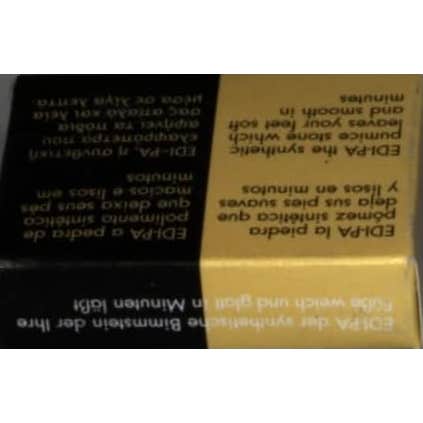 EDI-PA der synthetische Bimmstein der Ihre
Füße weich und glatt in Minuten läßt
EDI-PA la piedra
pómez sintética que
deja sus pies suaves
y lisos en minutos
EDI-PA the synthetic
pumice stone which
leaves your feet soft
and smooth in
minutes
EDI-PA a pedra de
polimento sintética
que deixa seus pés
macios e lisos em
minutos
EDI-PA, η συνθετική
ελαφρόπετρα που
αφήνει τα πόδια
σας απαλά και λεία
μέσα σε λίγα λεπτά.